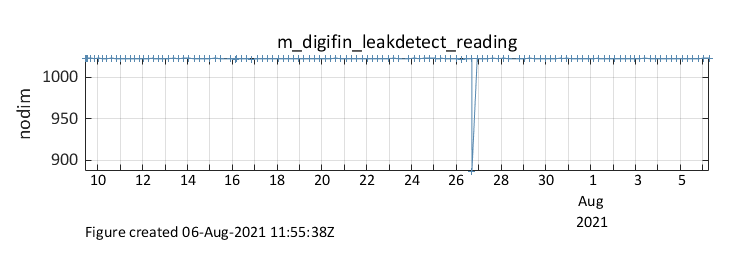 m_digifin_leakdetect_reading
nodim
1000
950
900
10 12 14 16 18 20 22 24 26 28 30 1 3 5
Aug
2021
Figure created 06-Aug-2021 11:55:38Z